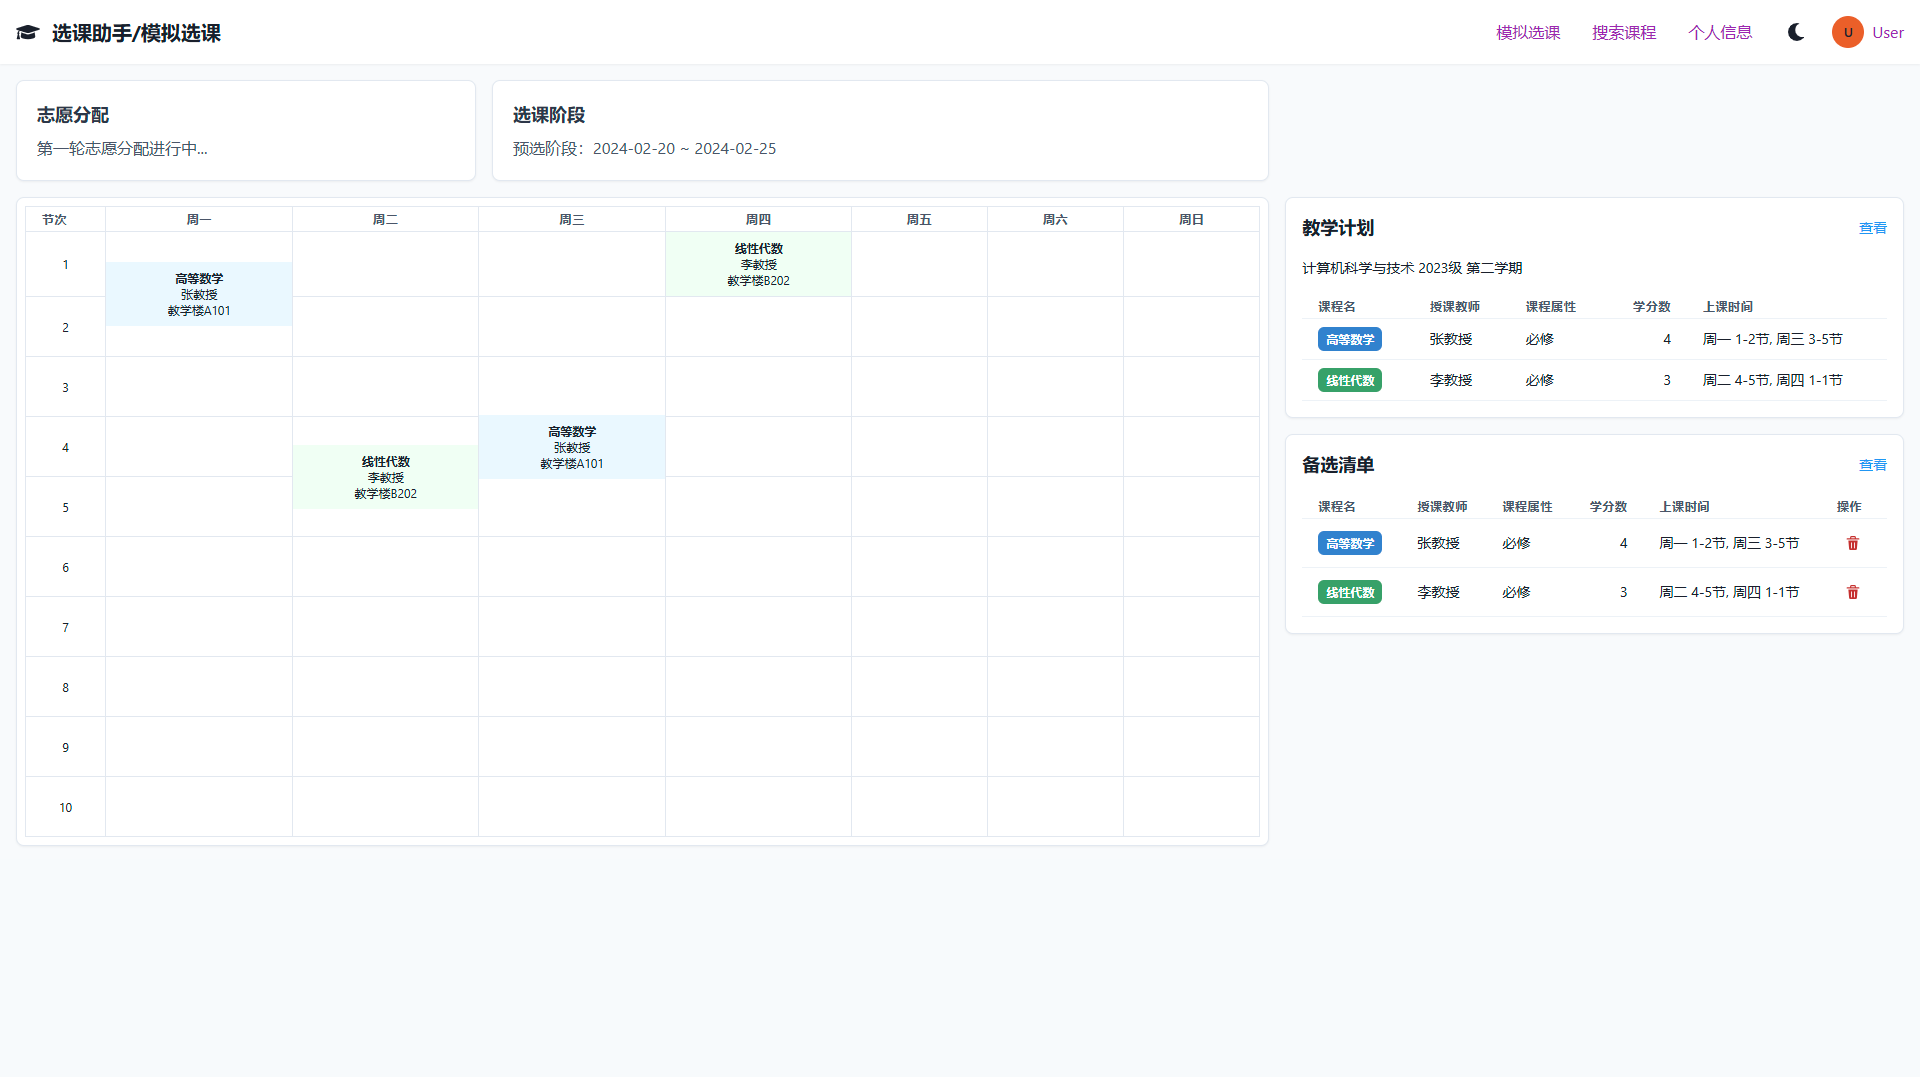 选课助手/模拟选课
模拟选课 搜索课程 个人信息 U User
志愿分配
第一轮志愿分配进行中...
选课阶段
预选阶段：2024-02-20 ~ 2024-02-25
节次 周一 周二 周三 周四 周五 周六 周日
1
线性代数
李教授
教学楼B202
高等数学
张教授
教学楼A101
2
3
4
高等数学
张教授
教学楼A101
线性代数
李教授
教学楼B202
5
6
7
8
9
10
教学计划 查看
计算机科学与技术 2023级 第二学期
课程名 授课教师 课程属性 学分数 上课时间
高等数学 张教授 必修 4 周一 1-2节, 周三 3-5节
线性代数 李教授 必修 3 周二 4-5节, 周四 1-1节
备选清单 查看
课程名 授课教师 课程属性 学分数 上课时间 操作
高等数学 张教授 必修 4 周一 1-2节, 周三 3-5节
线性代数 李教授 必修 3 周二 4-5节, 周四 1-1节